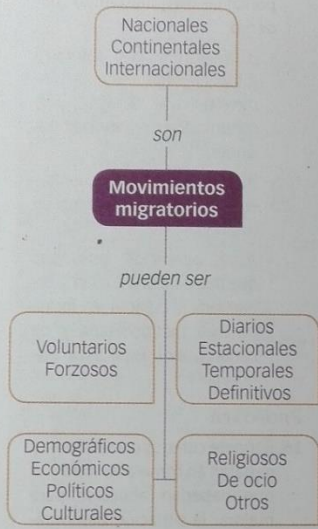 Nacionales
Continentales
Internacionales
son
Movimientos
migratorios
pueden ser
Voluntarios
Forzosos
Diarios
Estacionales
Temporales
Definitivos
Demográficos
Económicos
Políticos
Culturales
Religiosos
De ocio
Otros